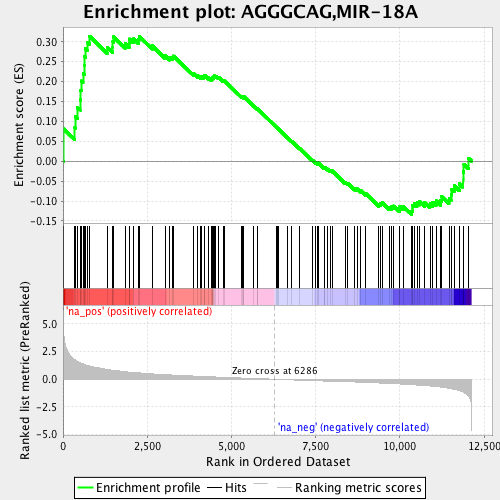 Enrichment plot: AGGGCAG,MIR-18A
Enrichment score (ES)
0.30
0.25
0.20
0.15
0.10
0.05
0.00
-0.05
-0.10
-0.15
'na_pos' (positively correlated)
Zero cross at 6286
'na_neg' (negatively correlated)
Ranked list metric (PreRanked)
5.0
2.5
0.0
-2.5
-5.0
0
2,500
5,000
7,500
10,000
12,500
Rank in Ordered Dataset
Enrichment profile
Hits
Ranking metric scores